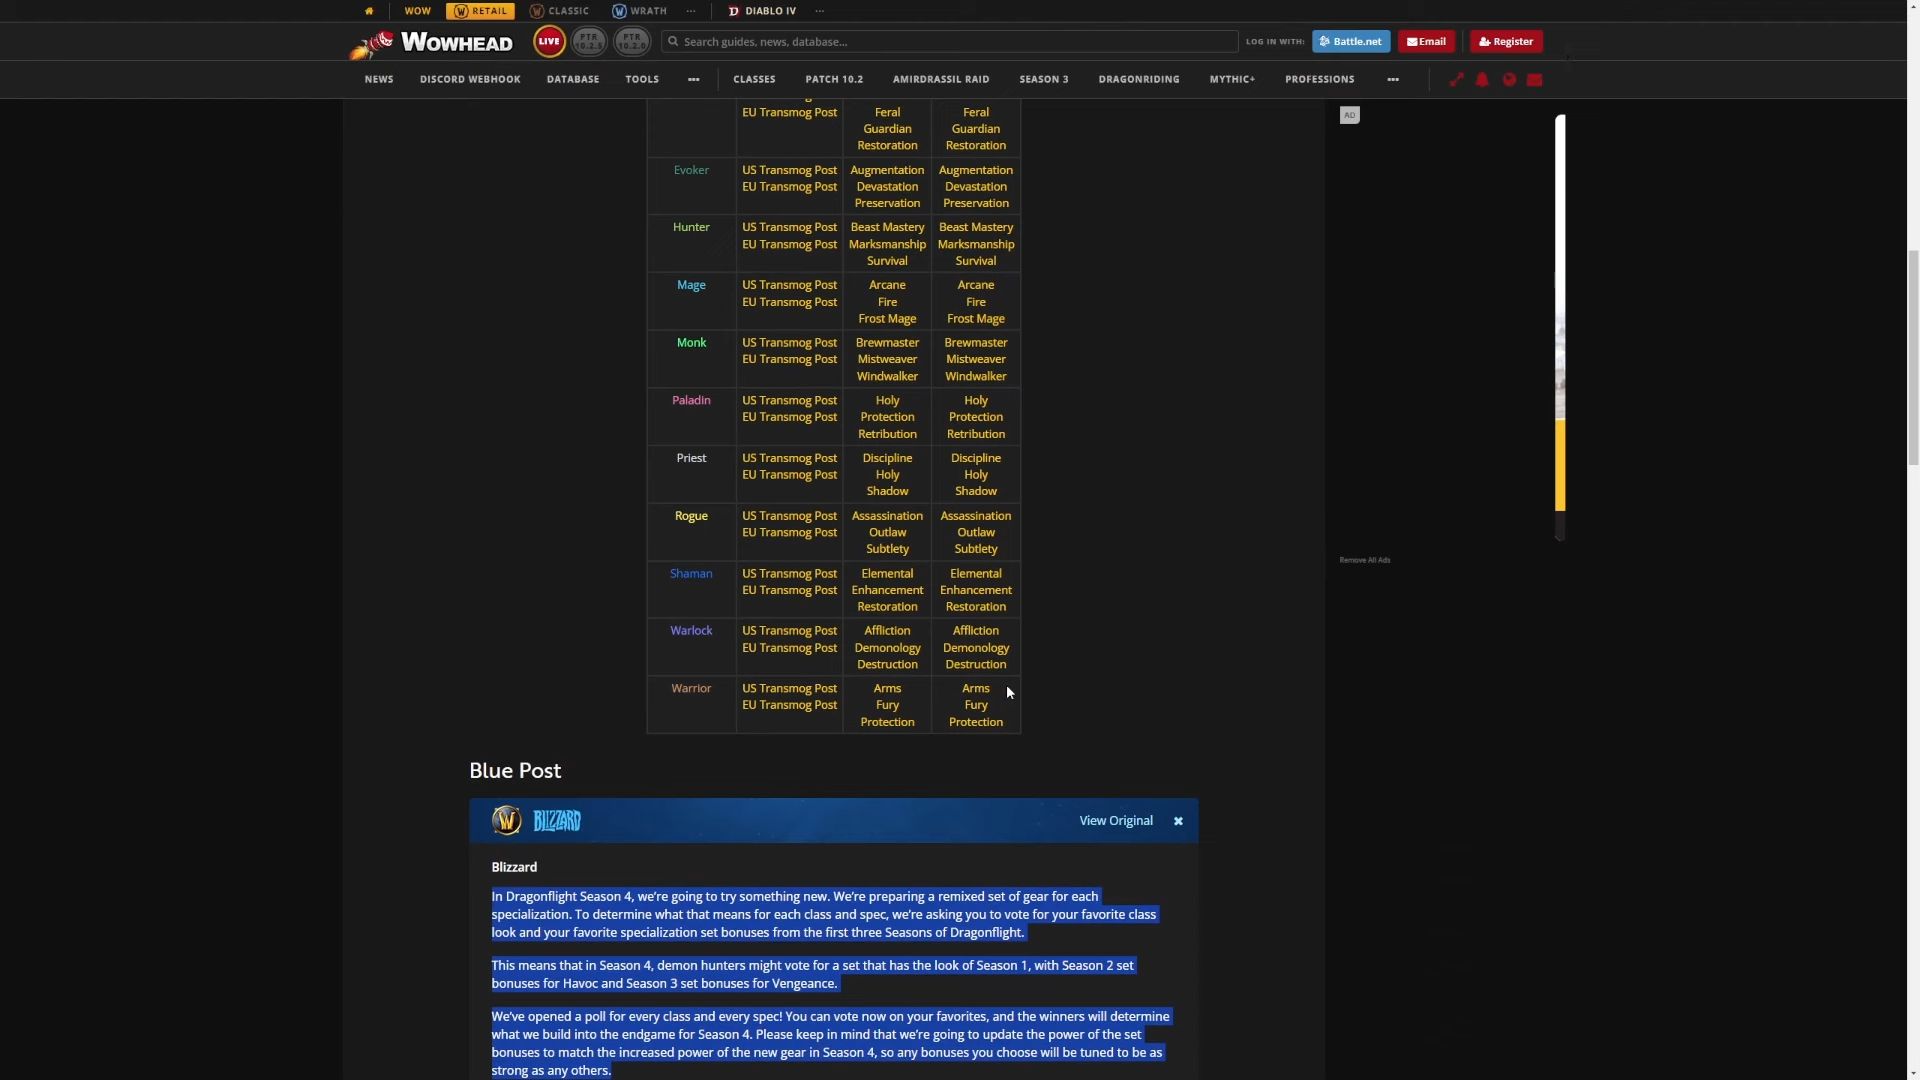 WOW RETAIL CLASSIC WRATH ... DIABLO IV ...
WOWHEAD LIVE PTR 10.2.5 PTR 10.2.0 Search guides, news, database... LOG IN WITH: Battle.net Email Register
NEWS DISCORD WEBHOOK DATABASE TOOLS ... CLASSES PATCH 10.2 AMIRDRASSIL RAID SEASON 3 DRAGONRIDING MYTHIC+ PROFESSIONS ...
EU Transmog Post Feral Feral
Guardian Guardian
Restoration Restoration
Evoker US Transmog Post Augmentation Augmentation
EU Transmog Post Devastation Devastation
Preservation Preservation
Hunter US Transmog Post Beast Mastery Beast Mastery
EU Transmog Post Marksmanship Marksmanship
Survival Survival
Mage US Transmog Post Arcane Arcane
EU Transmog Post Fire Fire
Frost Mage Frost Mage
Monk US Transmog Post Brewmaster Brewmaster
EU Transmog Post Mistweaver Mistweaver
Windwalker Windwalker
Paladin US Transmog Post Holy Holy
EU Transmog Post Protection Protection
Retribution Retribution
Priest US Transmog Post Discipline Discipline
EU Transmog Post Holy Holy
Shadow Shadow
Rogue US Transmog Post Assassination Assassination
EU Transmog Post Outlaw Outlaw
Subtlety Subtlety
Shaman US Transmog Post Elemental Elemental
EU Transmog Post Enhancement Enhancement
Restoration Restoration
Warlock US Transmog Post Affliction Affliction
EU Transmog Post Demonology Demonology
Destruction Destruction
Warrior US Transmog Post Arms Arms
EU Transmog Post Fury Fury
Protection Protection
AD
Remove All Ads
Blue Post
W BLIZZARD View Original
Blizzard
In Dragonflight Season 4, we're going to try something new. We're preparing a remixed set of gear for each
specialization. To determine what that means for each class and spec, we're asking you to vote for your favorite class
look and your favorite specialization set bonuses from the first three Seasons of Dragonflight.
This means that in Season 4, demon hunters might vote for a set that has the look of Season 1, with Season 2 set
bonuses for Havoc and Season 3 set bonuses for Vengeance.
We've opened a poll for every class and every spec! You can vote now on your favorites, and the winners will determine
what we build into the endgame for Season 4. Please keep in mind that we're going to update the power of the set
bonuses to match the increased power of the new gear in Season 4, so any bonuses you choose will be tuned to be as
strong as any others.